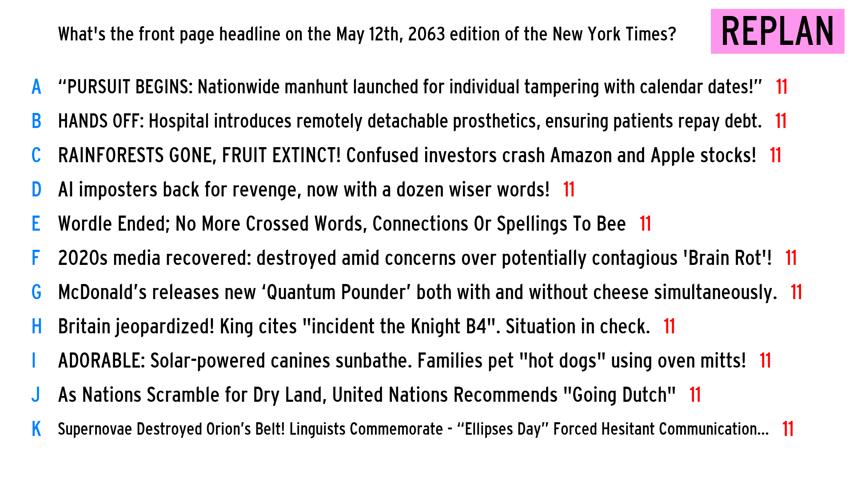 What's the front page headline on the May 12th, 2063 edition of the New York Times?
REPLAN
A “PURSUIT BEGINS: Nationwide manhunt launched for individual tampering with calendar dates!” 11
B HANDS OFF: Hospital introduces remotely detachable prosthetics, ensuring patients repay debt. 11
C RAINFORESTS GONE, FRUIT EXTINCT! Confused investors crash Amazon and Apple stocks! 11
D AI imposters back for revenge, now with a dozen wiser words! 11
E Wordle Ended; No More Crossed Words, Connections Or Spellings To Bee 11
F 2020s media recovered: destroyed amid concerns over potentially contagious 'Brain Rot'! 11
G McDonald’s releases new ‘Quantum Pounder’ both with and without cheese simultaneously. 11
H Britain jeopardized! King cites "incident the Knight B4". Situation in check. 11
I ADORABLE: Solar-powered canines sunbathe. Families pet "hot dogs" using oven mitts! 11
J As Nations Scramble for Dry Land, United Nations Recommends "Going Dutch" 11
K Supernovae Destroyed Orion’s Belt! Linguists Commemorate - “Ellipses Day” Forced Hesitant Communication... 11